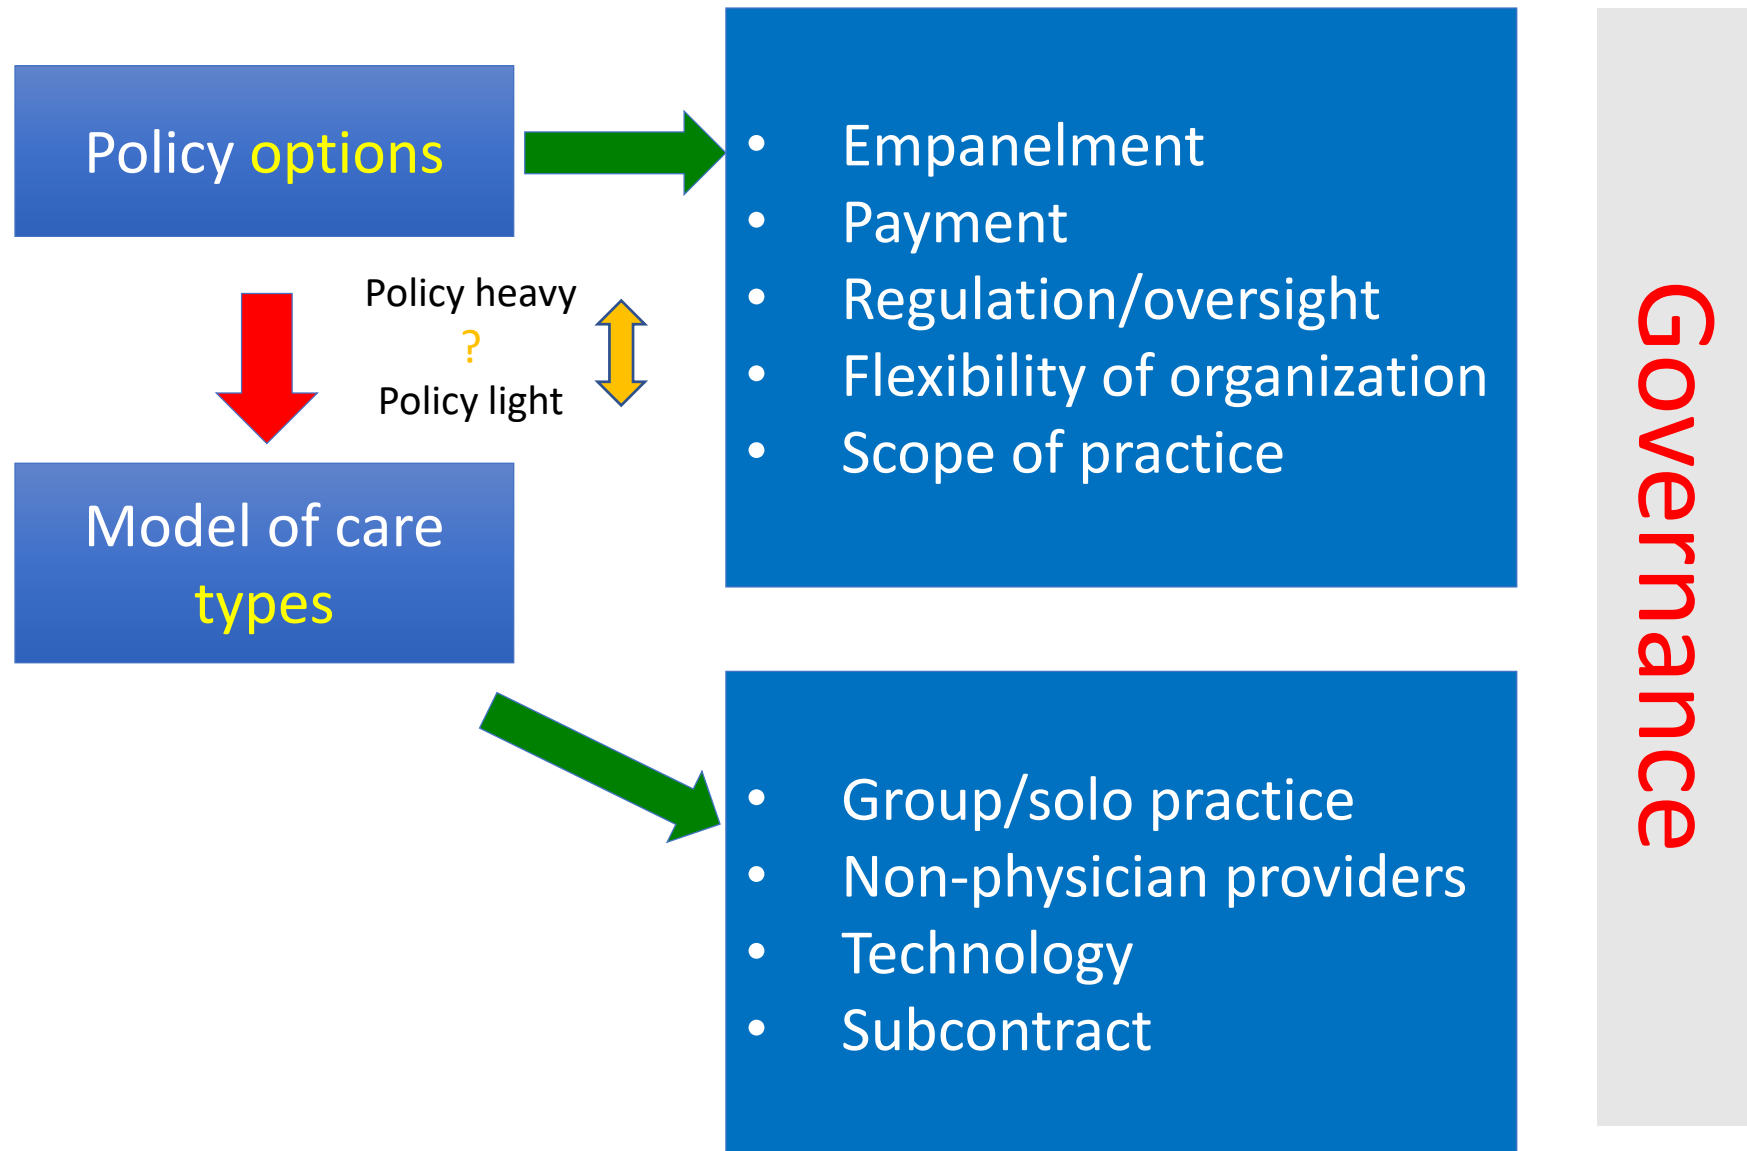 Policy options
• Empanelment
• Payment
• Regulation/oversight
• Flexibility of organization
• Scope of practice
Policy heavy
?
Policy light
Model of care
types
• Group/solo practice
• Non-physician providers
• Technology
• Subcontract
Governance